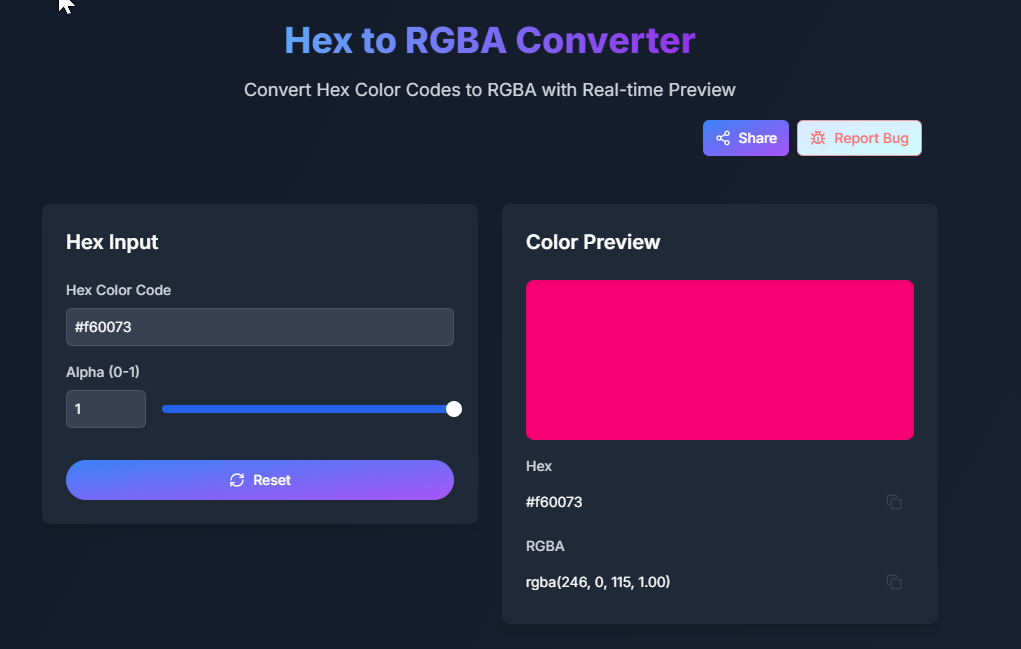 Hex to RGBA Converter
Convert Hex Color Codes to RGBA with Real-time Preview
Share
Report Bug
Hex Input
Hex Color Code
#f60073
Alpha (0-1)
1
Reset
Color Preview
Hex
#f60073
RGBA
rgba(246, 0, 115, 1.00)